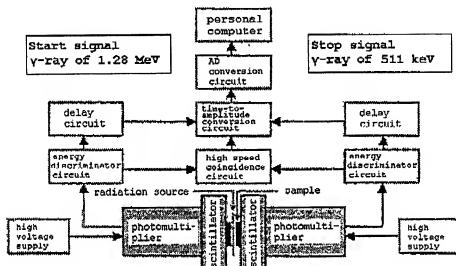 personal
computer
Start signal
γ-ray of 1.28 MeV
Stop signal
γ-ray of 511 keV
AD
conversion
circuit
delay
circuit
time-to-
amplitude
conversion
circuit
delay
circuit
energy
discriminator
circuit
high speed
coincidence
circuit
energy
discriminator
circuit
radiation source
sample
high
voltage
supply
photomulti-
plier
scintillator
scintillator
photomulti-
plier
high
voltage
supply